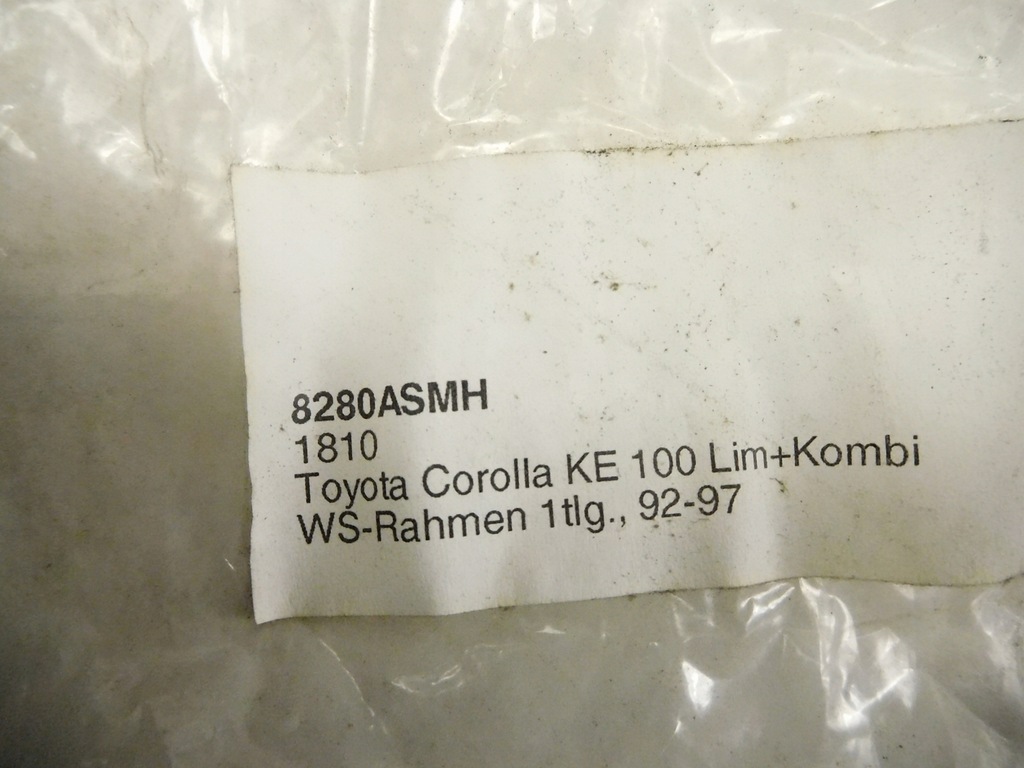 8280ASMH
1810
Toyota Corolla KE 100 Lim+Kombi
WS-Rahmen 1tlg., 92-97